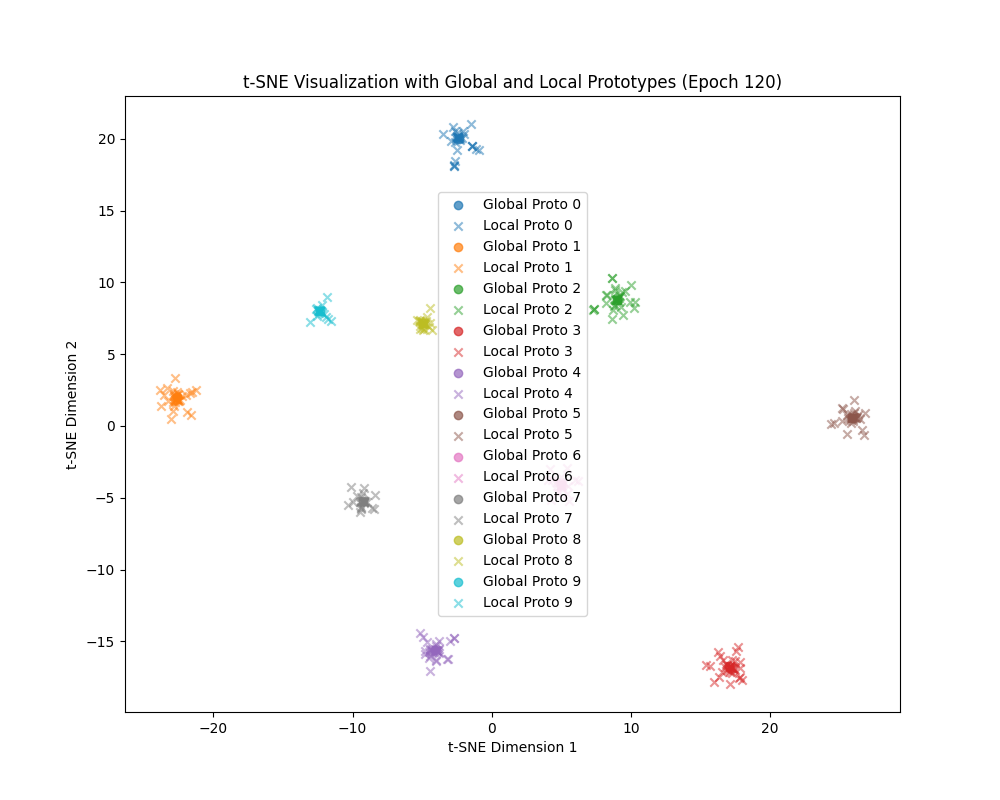 t-SNE Visualization with Global and Local Prototypes (Epoch 120)
t-SNE Dimension 2
20
15
10
5
0
−5
−10
−15
Global Proto 0
Local Proto 0
Global Proto 1
Local Proto 1
Global Proto 2
Local Proto 2
Global Proto 3
Local Proto 3
Global Proto 4
Local Proto 4
Global Proto 5
Local Proto 5
Global Proto 6
Local Proto 6
Global Proto 7
Local Proto 7
Global Proto 8
Local Proto 8
Global Proto 9
Local Proto 9
−20 −10 0 10 20
t-SNE Dimension 1